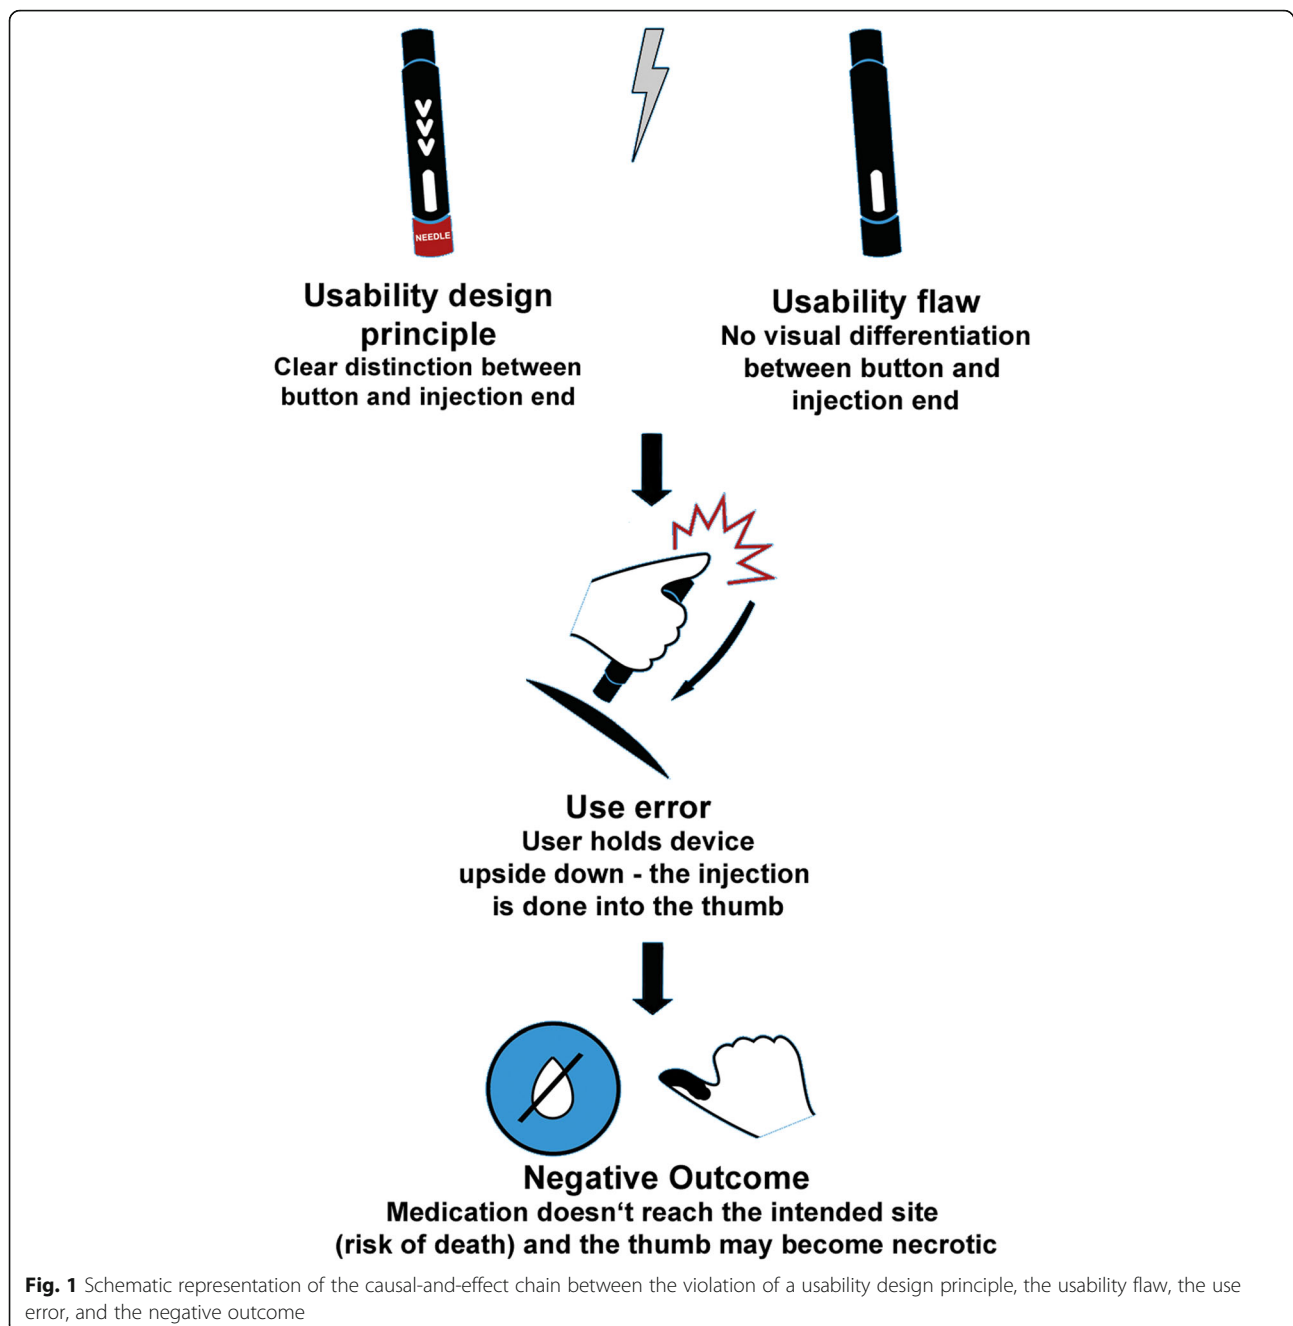 NEEDLE
Usability design
principle
Clear distinction between
button and injection end
Usability flaw
No visual differentiation
between button and
injection end
Use error
User holds device
upside down - the injection
is done into the thumb
Negative Outcome
Medication doesn‘t reach the intended site
(risk of death) and the thumb may become necrotic
Fig. 1 Schematic representation of the causal-and-effect chain between the violation of a usability design principle, the usability flaw, the use
error, and the negative outcome